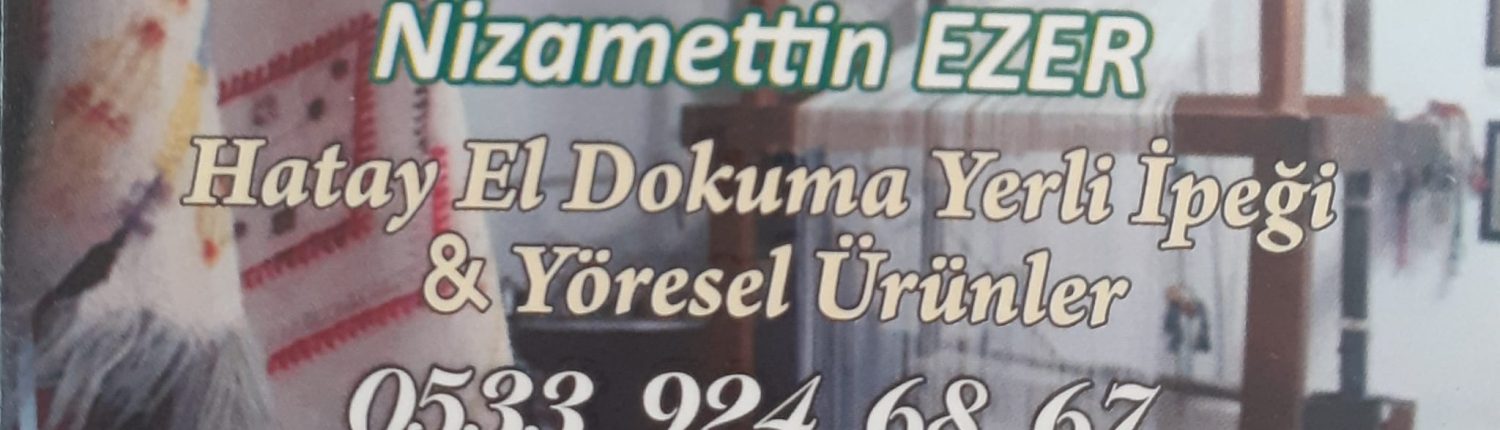 Nizamettin EZER
Hatay El Dokuma Yerli İpeği
& Yöresel Ürünler
0533 924 68 67